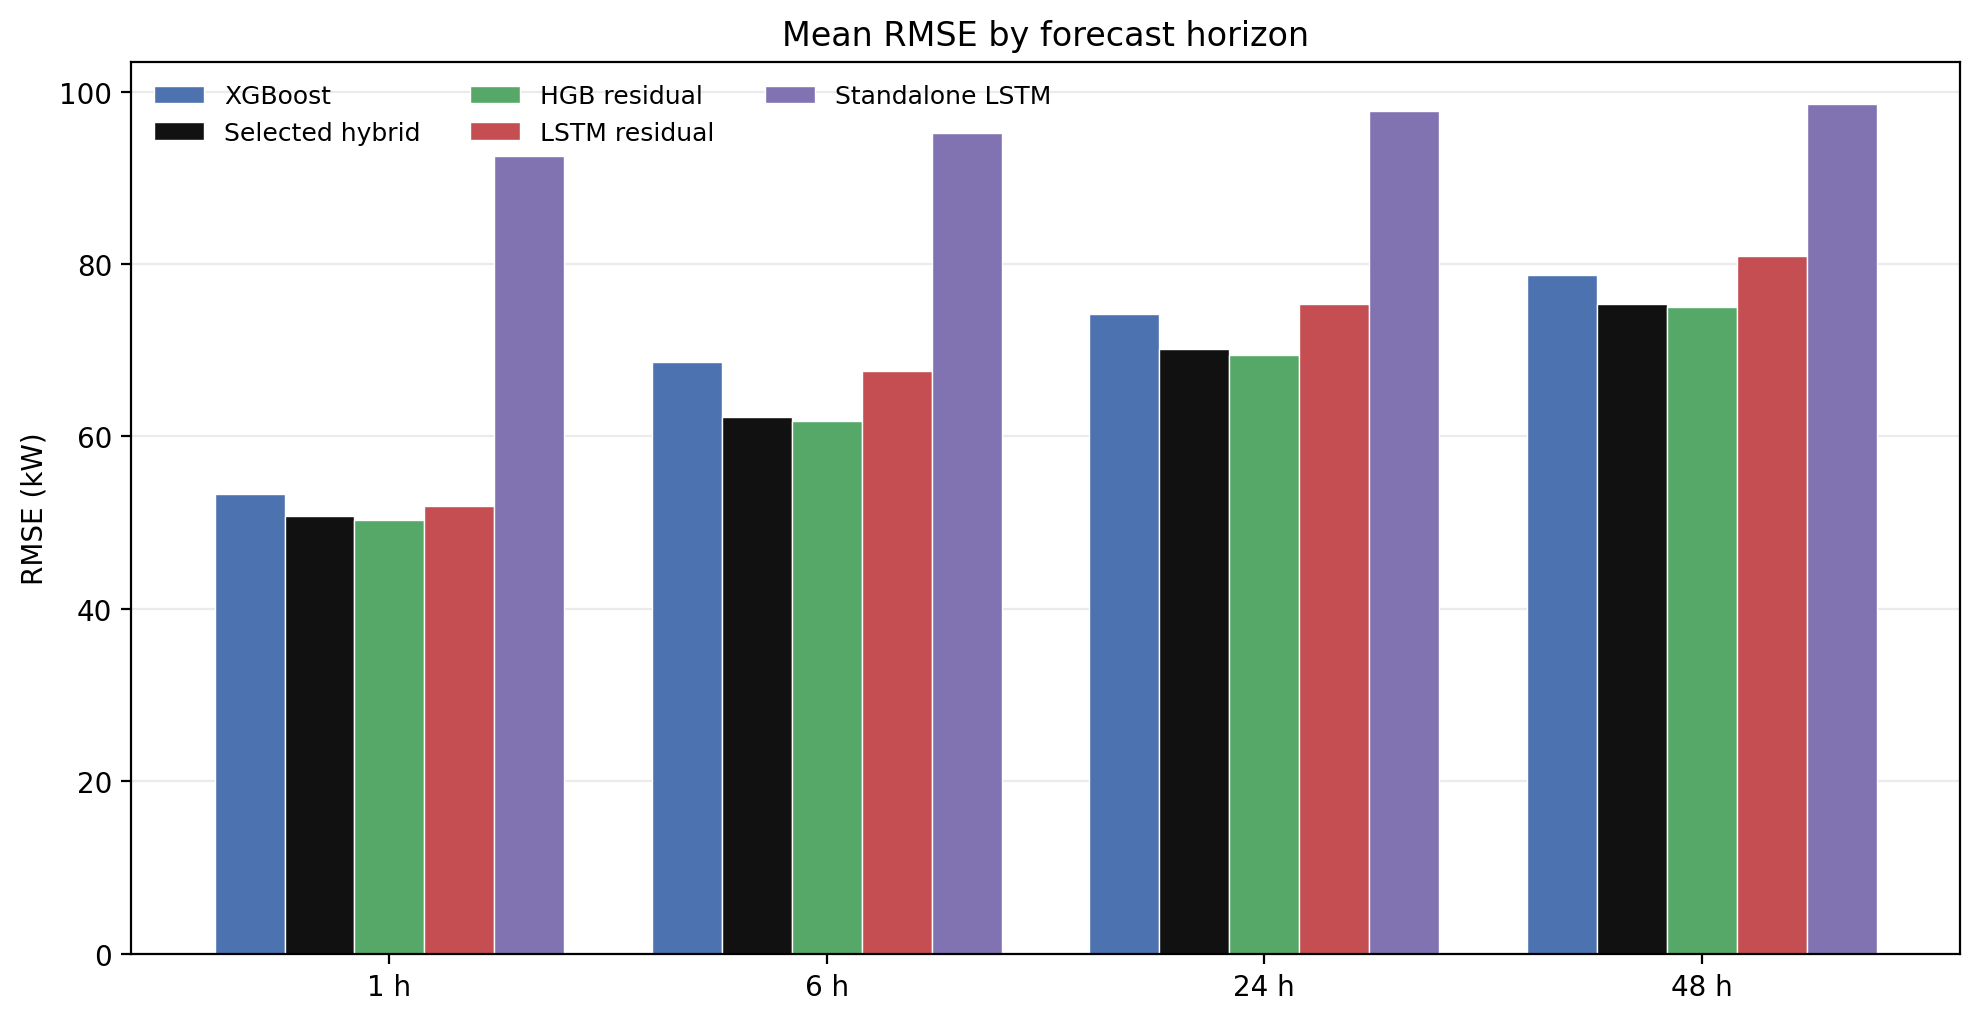 Mean RMSE by forecast horizon
XGBoost
Selected hybrid
HGB residual
LSTM residual
Standalone LSTM
RMSE (kW)
100
80
60
40
20
0
1 h
6 h
24 h
48 h